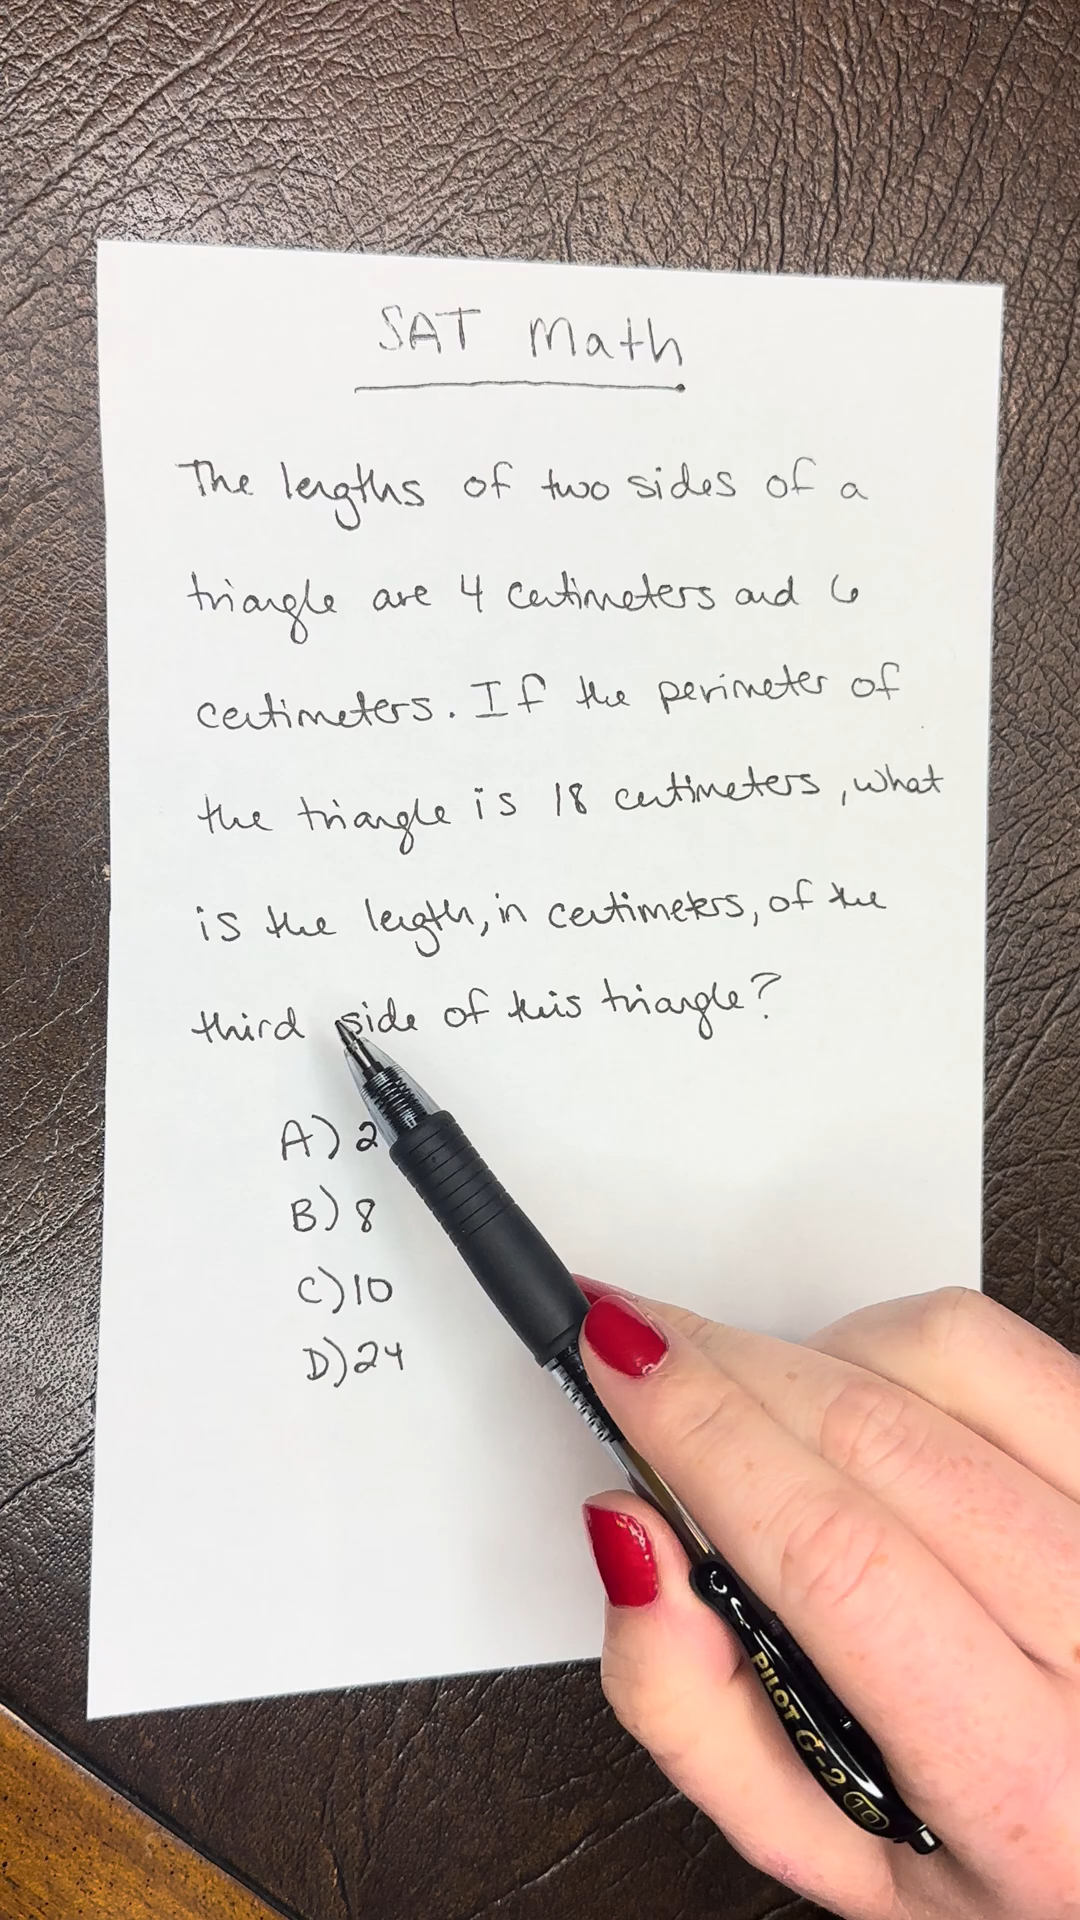 SAT Math
The lengths of two sides of a
triangle are 4 centimeters and 6
centimeters. If the perimeter of
the triangle is 18 centimeters, what
is the length, in centimeters, of the
third side of this triangle?
A) 2
B) 8
C) 10
D) 24
PILOT G-2 10